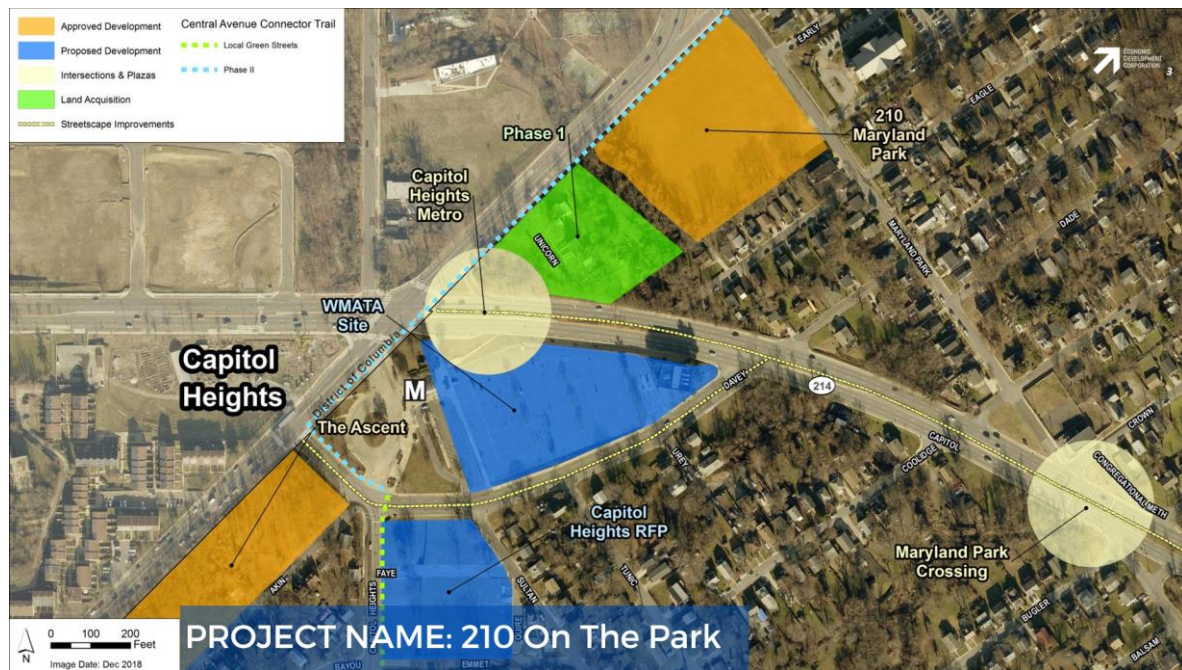 Approved Development
Proposed Development
Intersections & Plazas
Land Acquisition
Streetscape Improvements
Central Avenue Connector Trail
Local Green Streets
Phase II
ECONOMIC
DEVELOPMENT
CORPORATION
3
EARLY
EAGLE
210
Maryland
Park
Phase 1
Capitol
Heights
Metro
UNICORN
DADE
MARYLAND PARK
WMATA
Site
District of Columbia
Capitol
Heights
M
The Ascent
DAVEY
214
CAPITOL
COOLIDGE
CROWN
CONGREGATIONAL METH
UREY
Capitol
Heights RFP
Maryland Park
Crossing
AKIN
CAPITOL HEIGHTS
FAYE
SULTAN
TUNIC
BUGLER
BALSAM
BAYOU
EMMET
N
0 100 200
Feet
Image Date: Dec 2018
PROJECT NAME: 210 On The Park